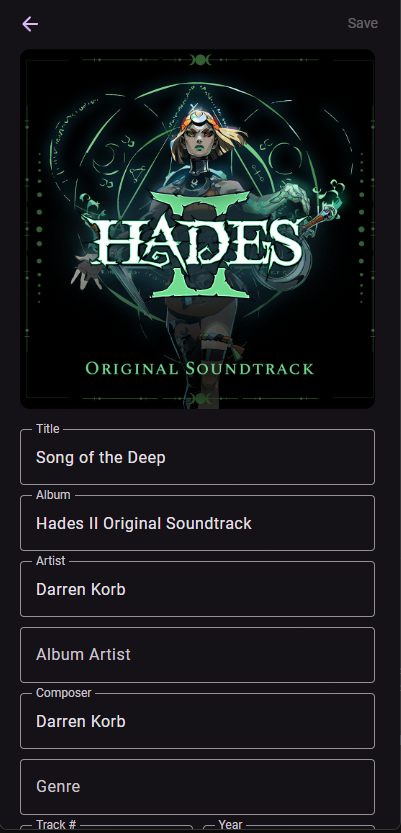 Save
HADES
II
Original Soundtrack
Title
Song of the Deep
Album
Hades II Original Soundtrack
Artist
Darren Korb
Album Artist
Composer
Darren Korb
Genre
Track # Year